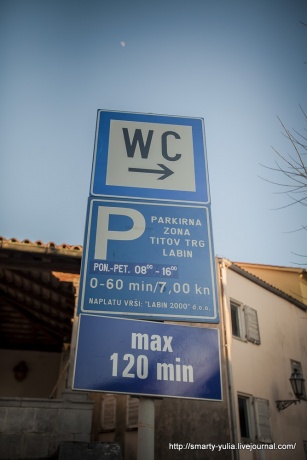 WC
P
PARKIRNA
ZONA
TITOV TRG
LABIN
PON.-PET. 08⁰⁰ - 16⁰⁰
0-60 min/7,00 kn
NAPLATU VRŠI: "LABIN 2000" d.o.o.
max
120 min
http://smarty-yulia@livejournal.com/